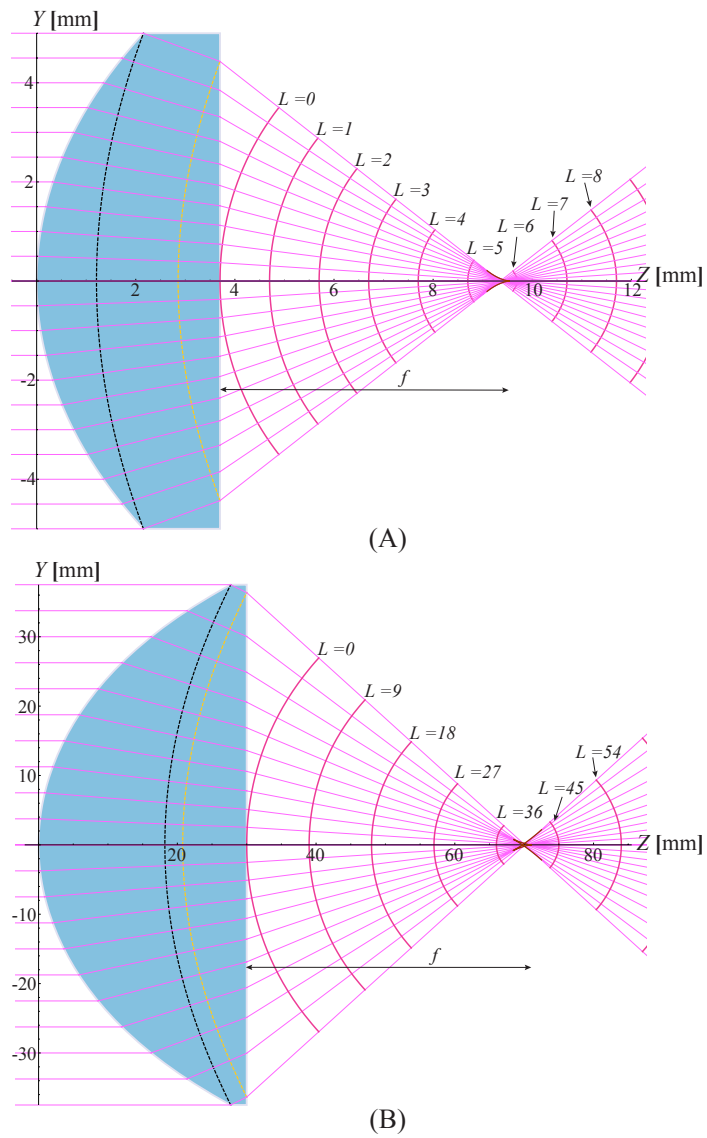 Y [mm]
4
2
-2
-4
2
4
6
8
10
12
Z [mm]
L =0
L =1
L =2
L =3
L =4
L =5
L =6
L =7
L =8
f
(A)
Y [mm]
30
20
10
-10
-20
-30
20
40
60
80
Z [mm]
L =0
L =9
L =18
L =27
L =36
L =45
L =54
f
(B)